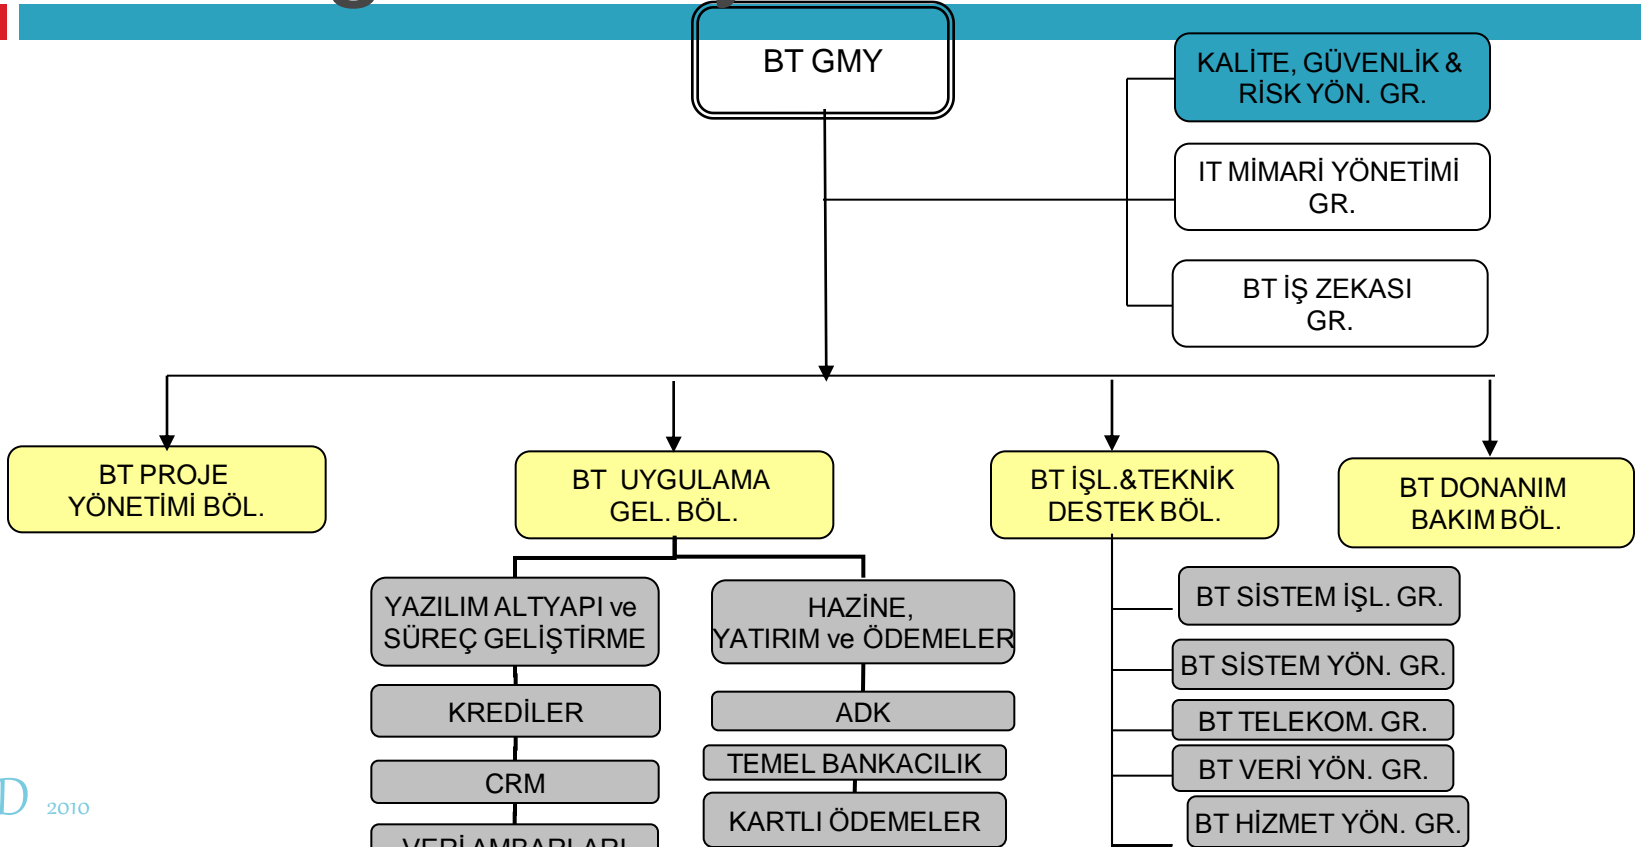 BT GMY
KALİTE, GÜVENLİK &
RİSK YÖN. GR.
IT MİMARİ YÖNETİMİ
GR.
BT İŞ ZEKASI
GR.
BT PROJE
YÖNETİMİ BÖL.
BT UYGULAMA
GEL. BÖL.
BT İŞL.&TEKNİK
DESTEK BÖL.
BT DONANIM
BAKIM BÖL.
YAZILIM ALTYAPI ve
SÜREÇ GELİŞTİRME
KREDİLER
CRM
VERİ AMBARLARI
HAZİNE,
YATIRIM ve ÖDEMELER
ADK
TEMEL BANKACILIK
KARTLI ÖDEMELER
BT SİSTEM İŞL. GR.
BT SİSTEM YÖN. GR.
BT TELEKOM. GR.
BT VERİ YÖN. GR.
BT HİZMET YÖN. GR.
D 2010